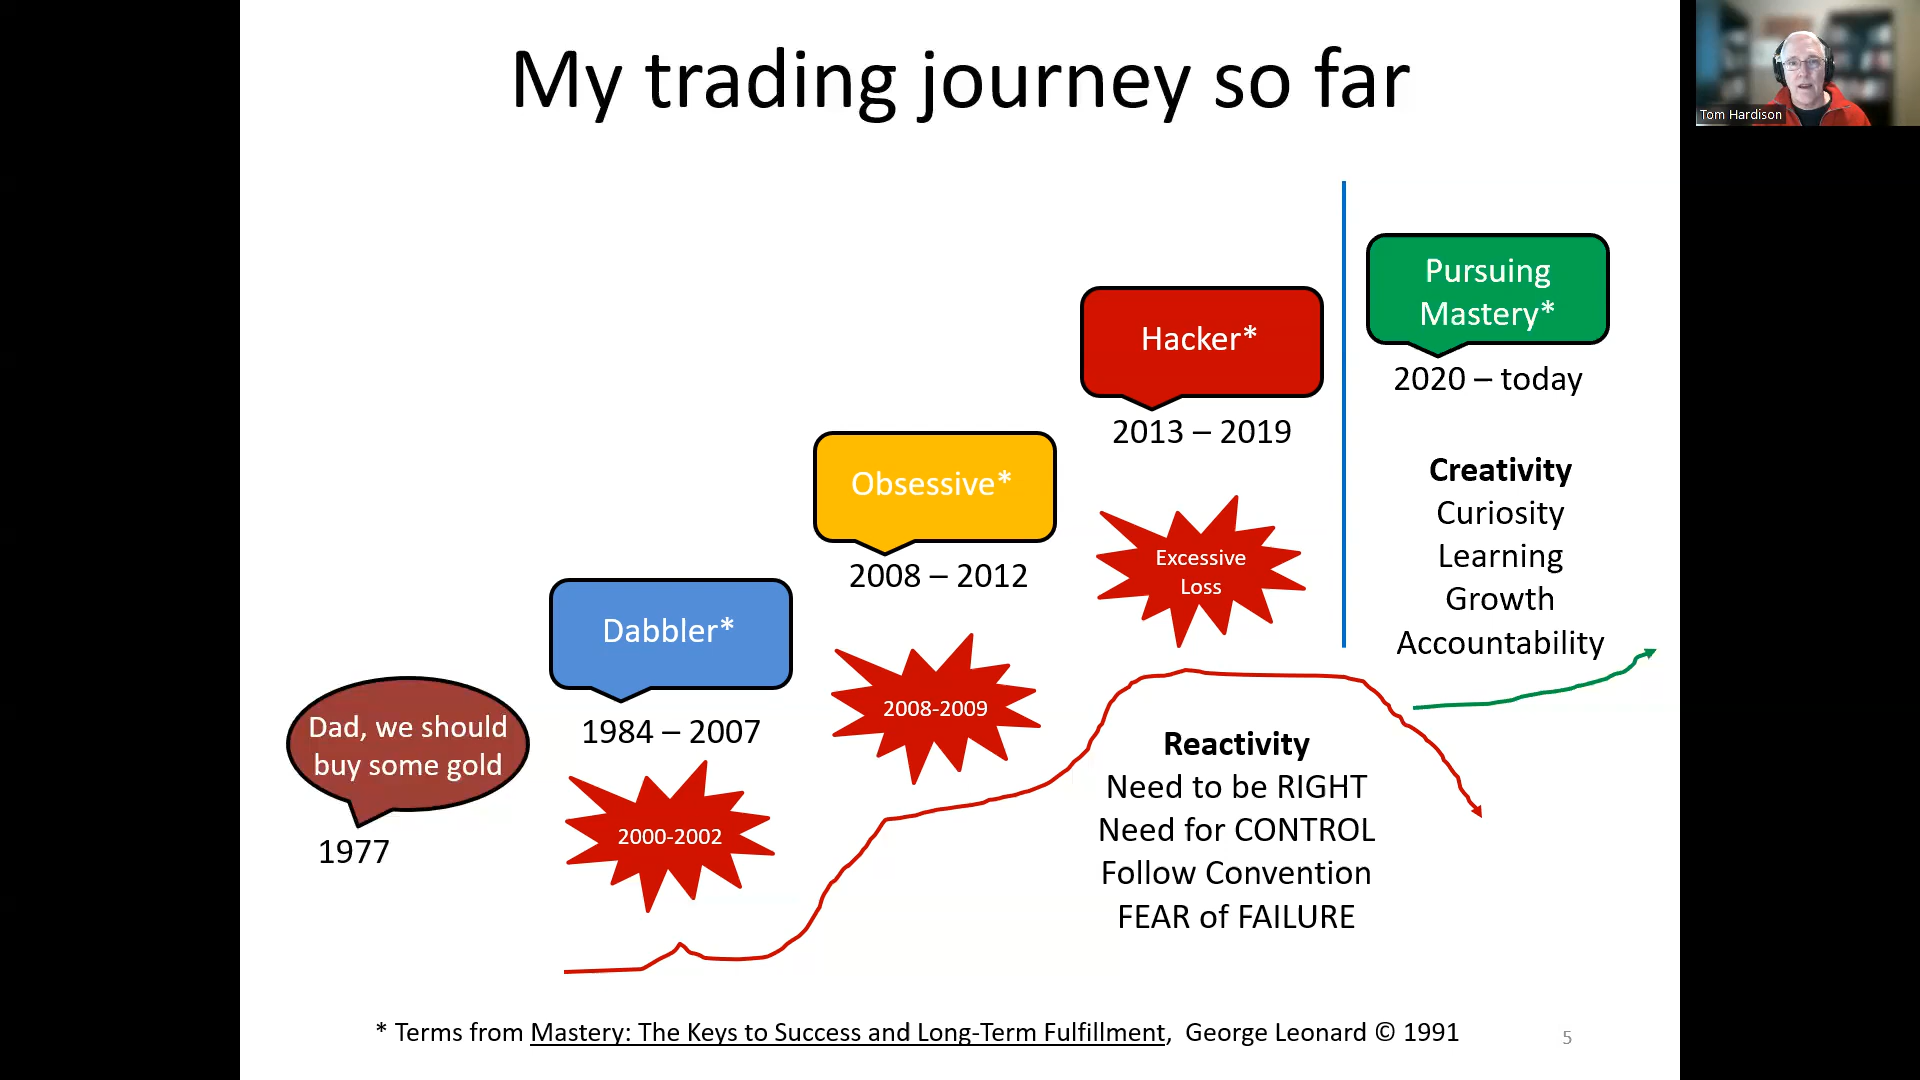 My trading journey so far
Tom Hardison
Pursuing
Mastery*
2020 – today
Hacker*
2013 – 2019
Creativity
Curiosity
Learning
Growth
Accountability
Obsessive*
2008 – 2012
Excessive
Loss
Dabbler*
1984 – 2007
2008-2009
Dad, we should
buy some gold
1977
2000-2002
Reactivity
Need to be RIGHT
Need for CONTROL
Follow Convention
FEAR of FAILURE
* Terms from Mastery: The Keys to Success and Long-Term Fulfillment, George Leonard © 1991
5